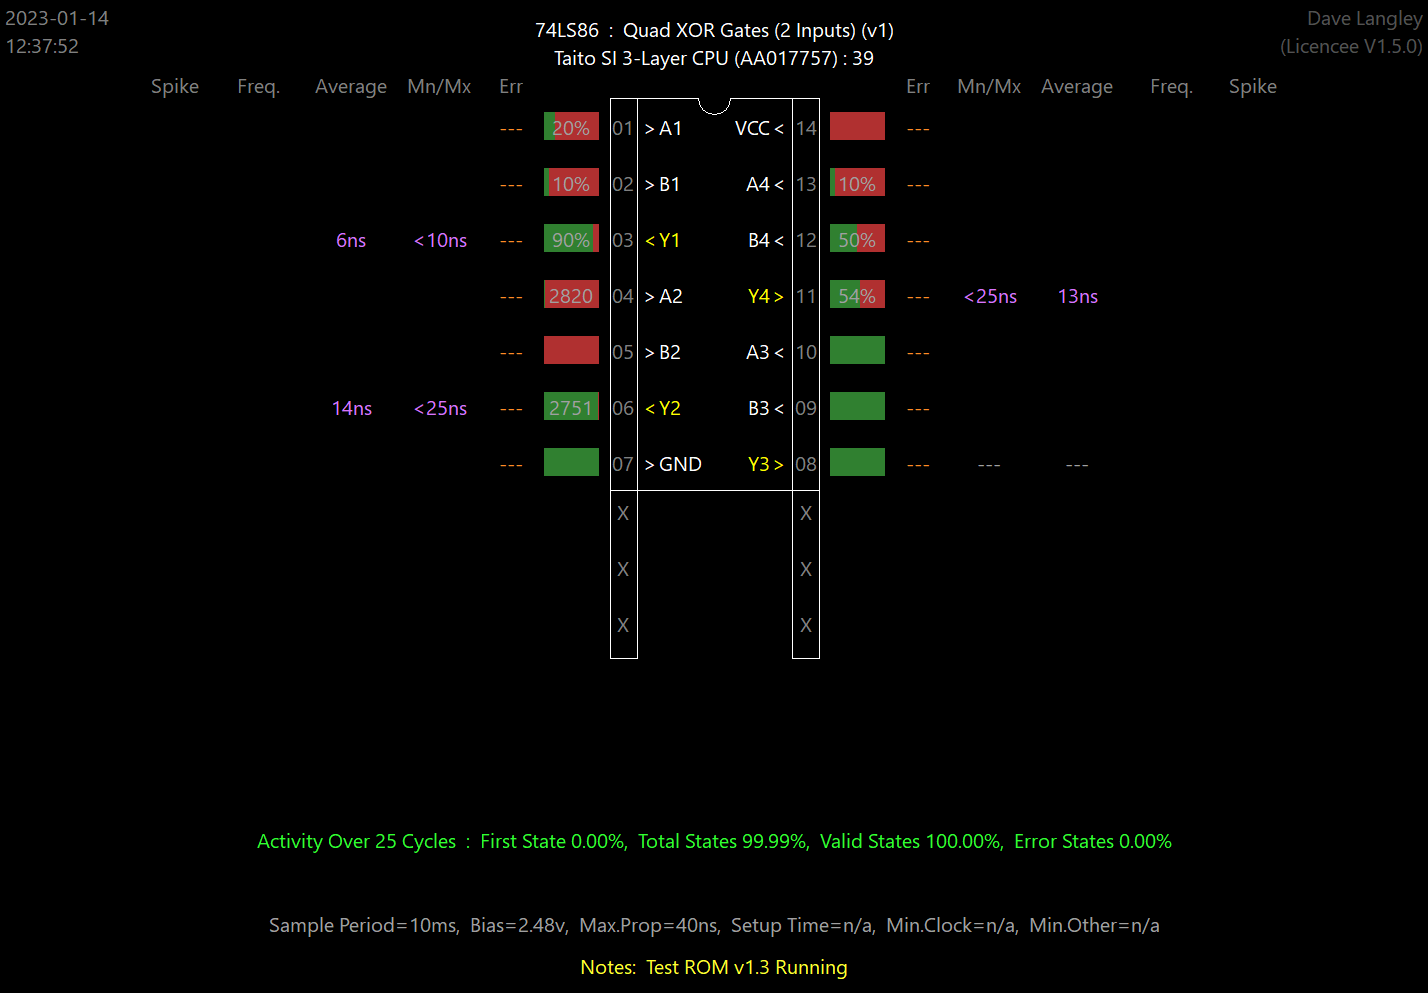 2023-01-14
12:37:52
74LS86 : Quad XOR Gates (2 Inputs) (v1)
Taito SI 3-Layer CPU (AA017757) : 39
Dave Langley
(Licencee V1.5.0)
Spike Freq. Average Mn/Mx Err Err Mn/Mx Average Freq. Spike
--- 20% 01 >A1 VCC< 14 ---
--- 10% 02 >B1 A4< 13 10% ---
6ns <10ns --- 90% 03 <Y1 B4< 12 50% ---
--- 2820 04 >A2 Y4> 11 54% --- <25ns 13ns
--- 05 >B2 A3< 10 ---
14ns <25ns --- 2751 06 <Y2 B3< 09 ---
--- 07 >GND Y3> 08 --- --- ---
X X
X X
X X
Activity Over 25 Cycles : First State 0.00%, Total States 99.99%, Valid States 100.00%, Error States 0.00%
Sample Period=10ms, Bias=2.48v, Max.Prop=40ns, Setup Time=n/a, Min.Clock=n/a, Min.Other=n/a
Notes: Test ROM v1.3 Running